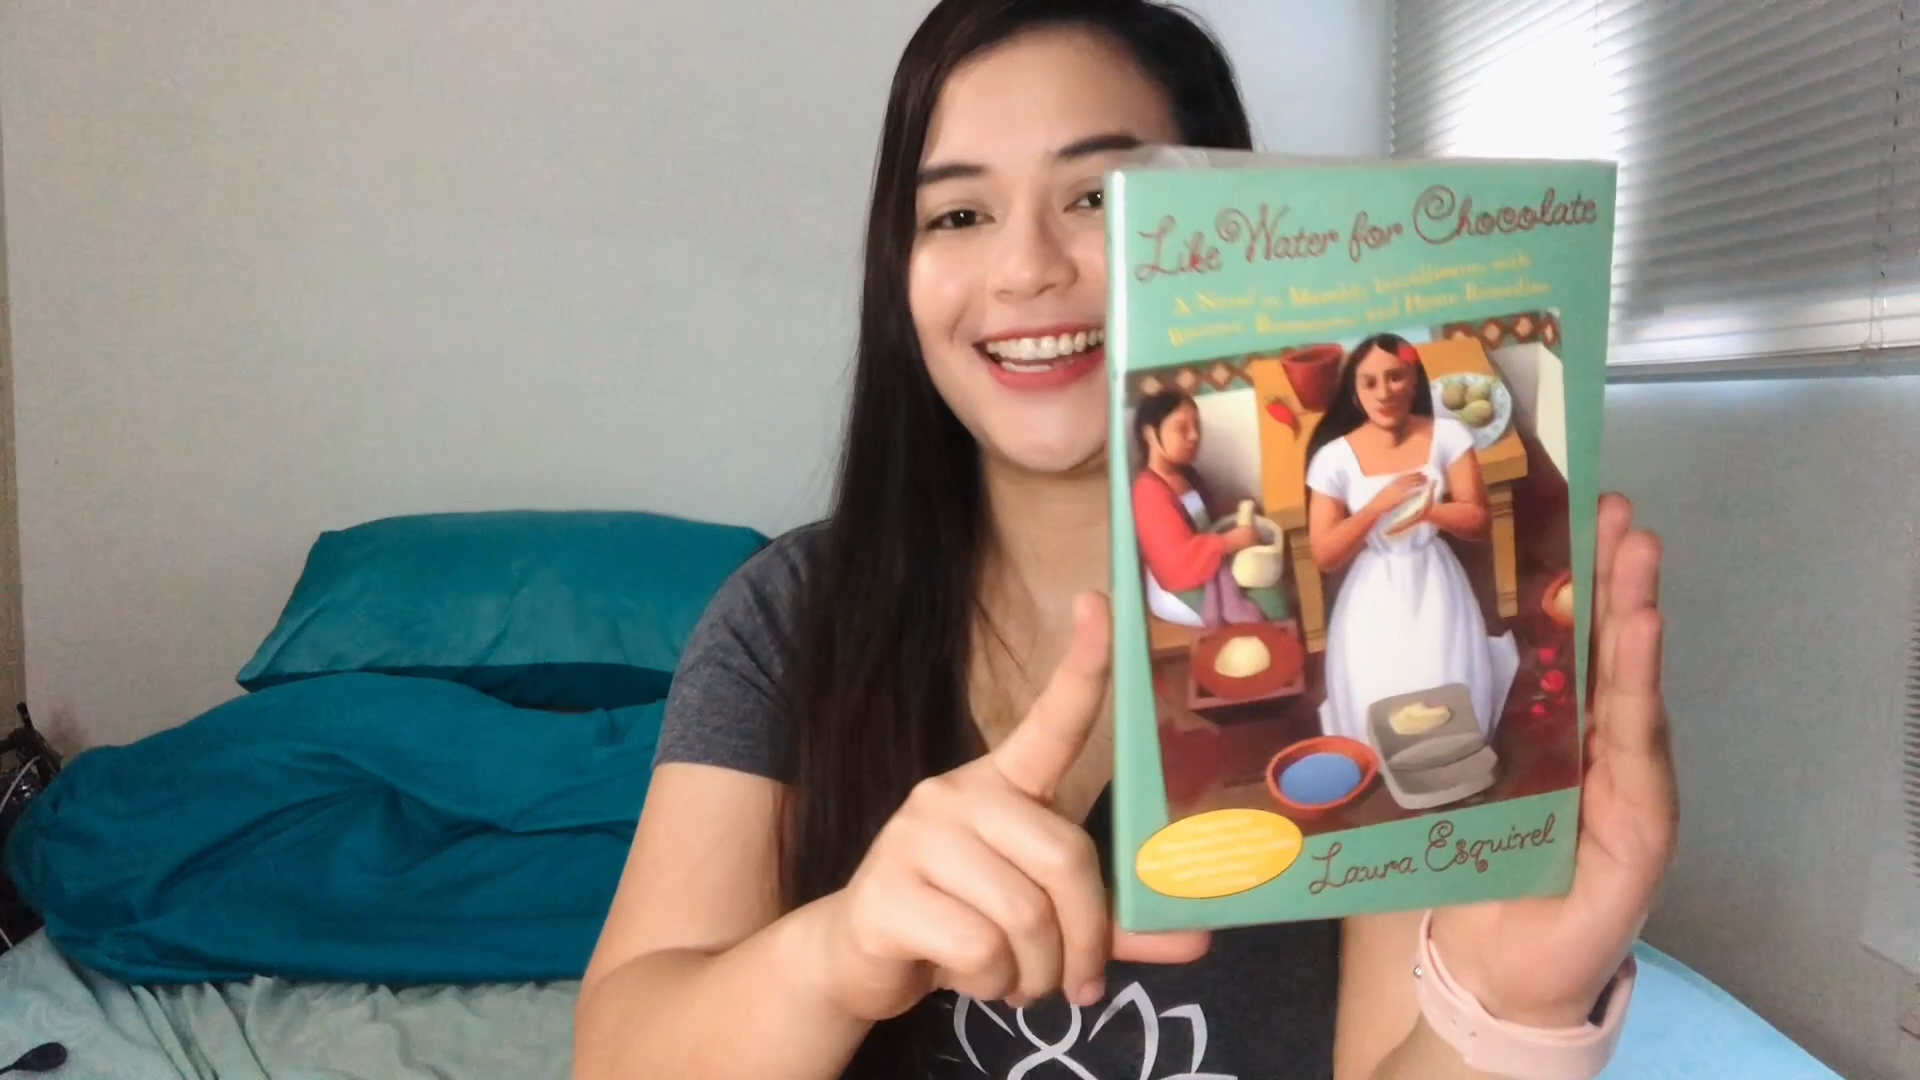 Like Water for Chocolate
A Novel in Monthly Installments with
Recipes, Romances, and Home Remedies
Laura Esquivel